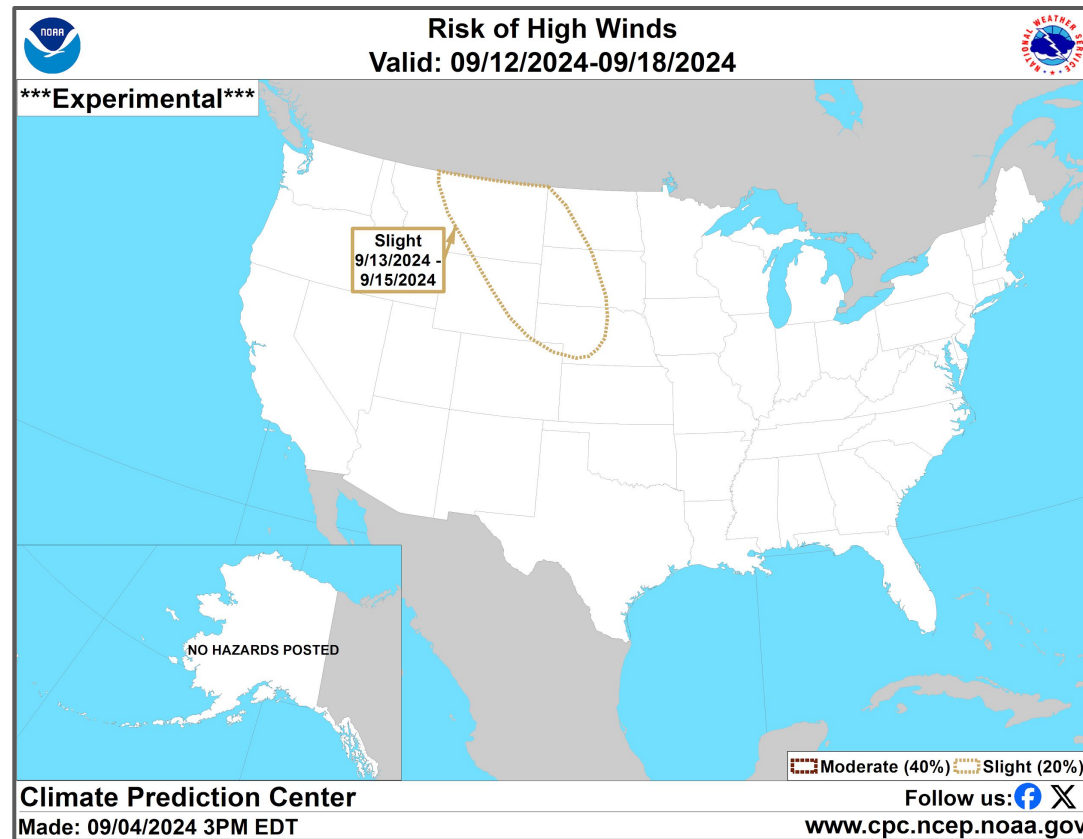 NOAA
Risk of High Winds
Valid: 09/12/2024-09/18/2024
NATIONAL WEATHER SERVICE
***Experimental***
Slight
9/13/2024 -
9/15/2024
NO HAZARDS POSTED
Moderate (40%) Slight (20%)
Climate Prediction Center
Follow us:
Made: 09/04/2024 3PM EDT
www.cpc.ncep.noaa.gov